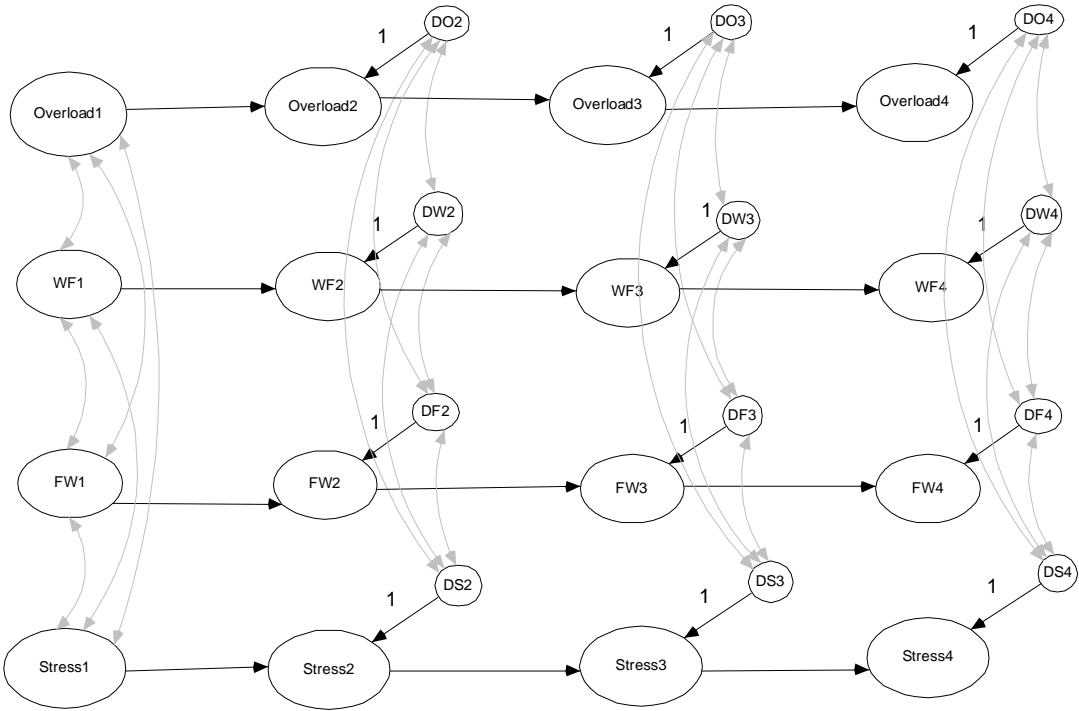 DO2
DO3
DO4
1
1
1
Overload1
Overload2
Overload3
Overload4
DW2
DW3
DW4
1
1
1
WF1
WF2
WF3
WF4
DF2
DF3
DF4
1
1
1
FW1
FW2
FW3
FW4
DS2
DS3
DS4
1
1
1
Stress1
Stress2
Stress3
Stress4